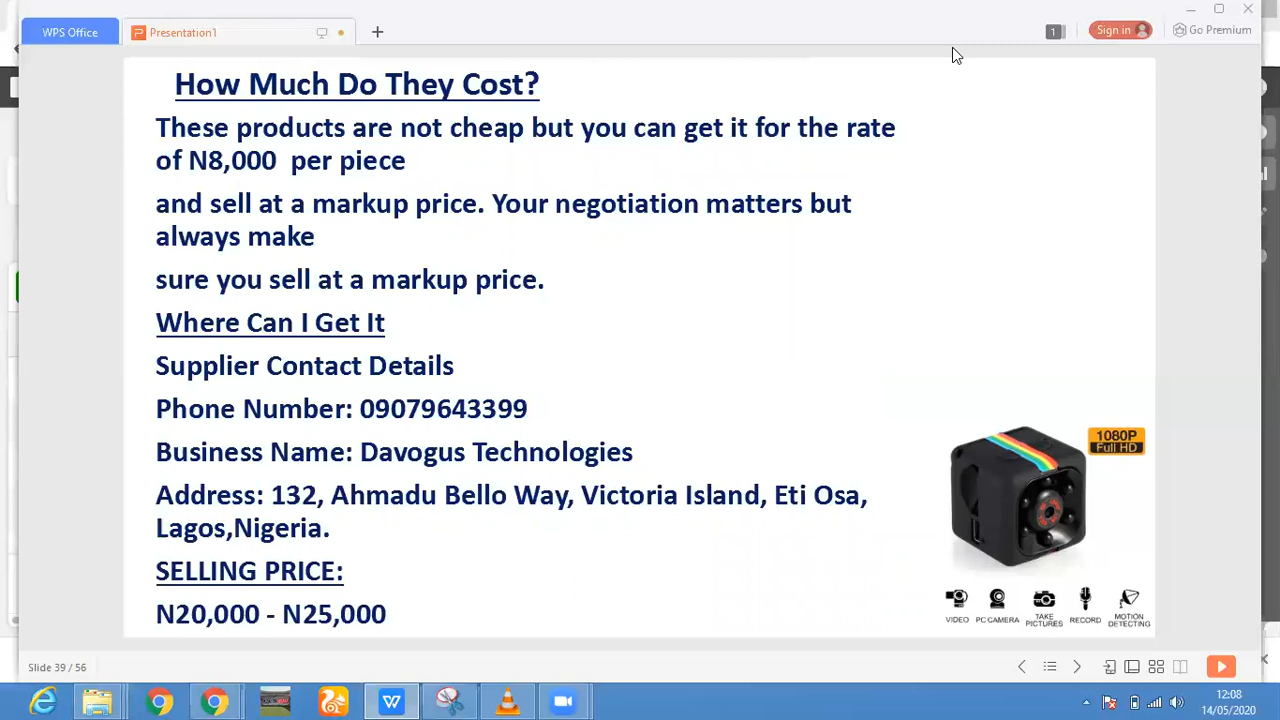 WPS Office
Presentation1
1
Sign in
Go Premium
How Much Do They Cost?
These products are not cheap but you can get it for the rate
of N8,000 per piece
and sell at a markup price. Your negotiation matters but
always make
sure you sell at a markup price.
Where Can I Get It
Supplier Contact Details
Phone Number: 09079643399
Business Name: Davogus Technologies
Address: 132, Ahmadu Bello Way, Victoria Island, Eti Osa,
Lagos,Nigeria.
SELLING PRICE:
N20,000 - N25,000
1080P
Full HD
VIDEO
PC CAMERA
TAKE
PICTURES
RECORD
MOTION
DETECTING
Slide 39 / 56
12:08
14/05/2020